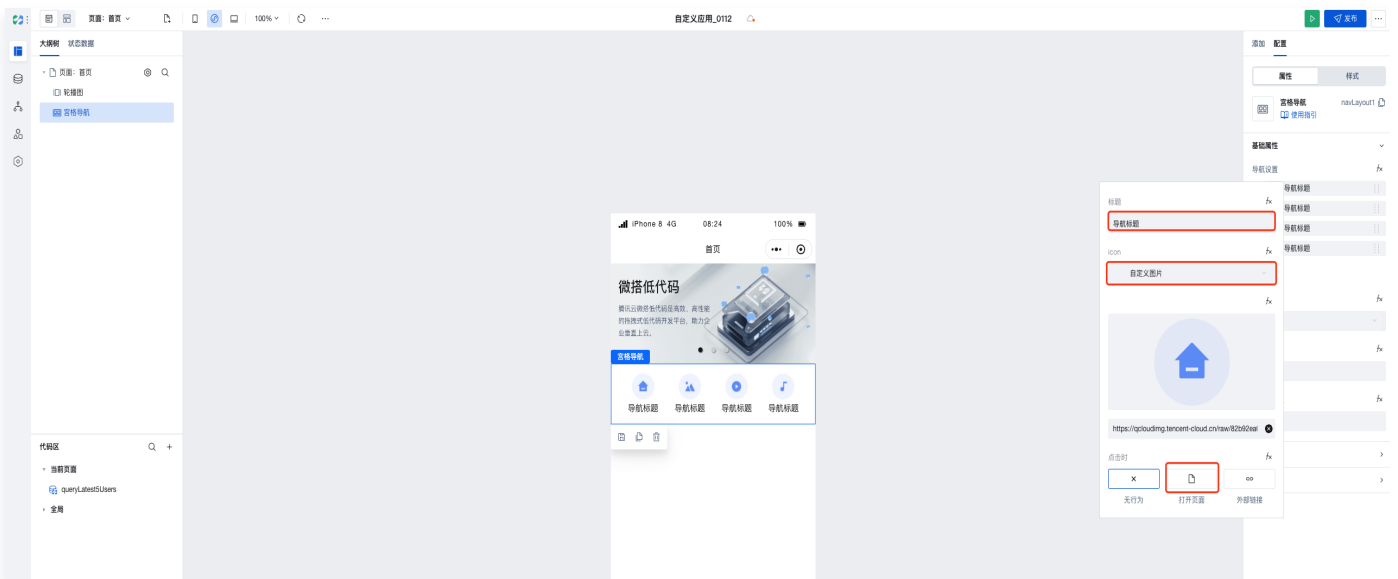 页面：首页
100%
自定义应用_0112
发布
大纲树 状态数据
页面：首页
轮播图
宫格导航
代码区
当前页面
queryLatest5Users
全局
iPhone 8 4G 08:24 100%
首页
微搭低代码
腾讯云微搭低代码是高效、高性能
的拖拽式低代码开发平台，助力企
业垂直上云。
宫格导航
导航标题 导航标题 导航标题 导航标题
标题 fx
导航标题
icon fx
自定义图片
fx
https://qcloudimg.tencent-cloud.cn/raw/82b92eal
点击时 fx
无行为 打开页面 外部链接
添加 配置
属性 样式
宫格导航 navLayout1
使用指引
基础属性
导航设置 fx
导航标题
导航标题
导航标题
导航标题
fx
fx
fx